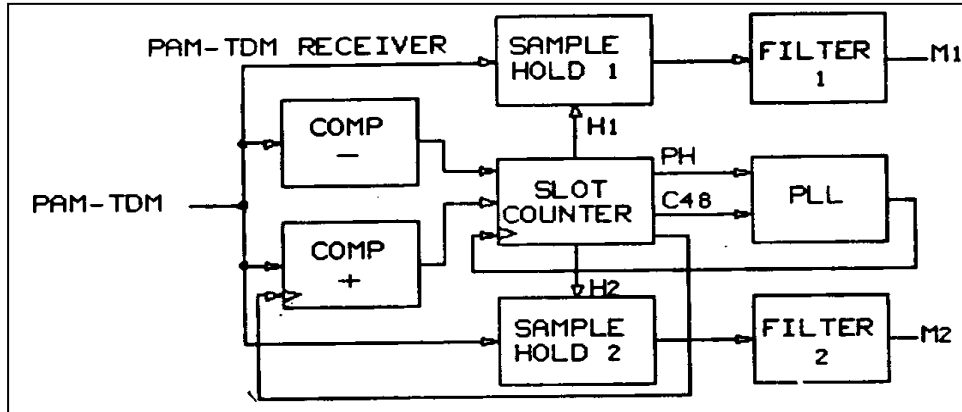 PAM-TDM RECEIVER
SAMPLE
HOLD 1
FILTER
1
M1
H1
COMP
-
PAM-TDM
COMP
+
SLOT
COUNTER
PH
C48
PLL
H2
SAMPLE
HOLD 2
FILTER
2
M2